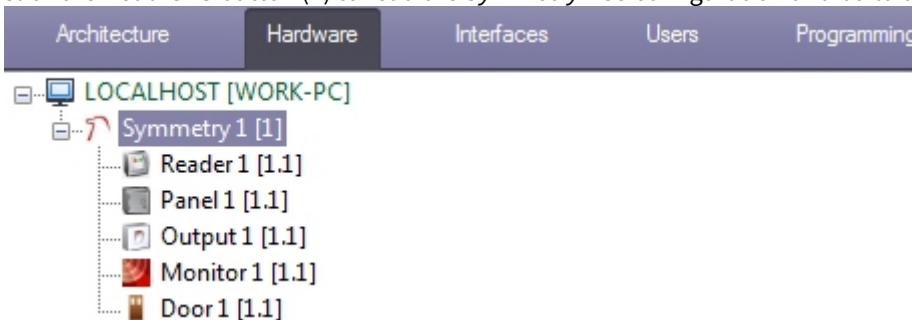 Architecture Hardware Interfaces Users Programming
LOCALHOST [WORK-PC]
Symmetry 1 [1]
Reader 1 [1.1]
Panel 1 [1.1]
Output 1 [1.1]
Monitor 1 [1.1]
Door 1 [1.1]